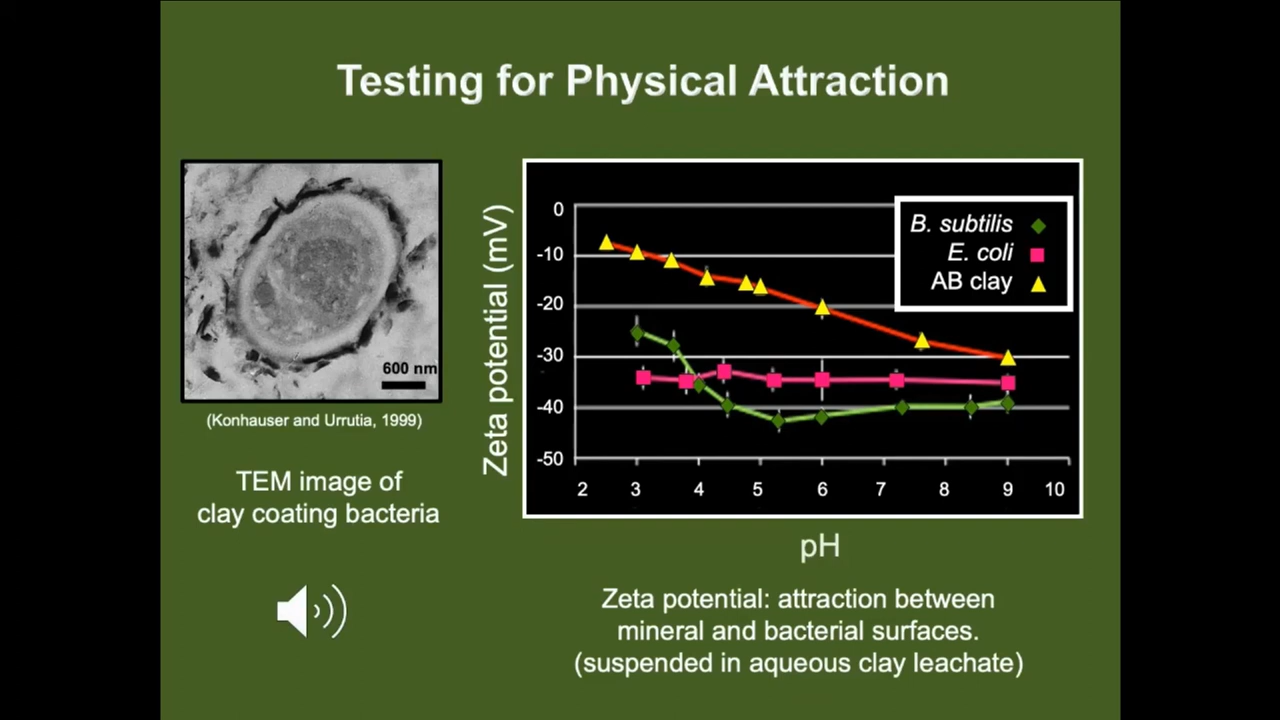 Testing for Physical Attraction
600 nm
(Konhauser and Urrutia, 1999)
TEM image of
clay coating bacteria
Zeta potential (mV)
0
-10
-20
-30
-40
-50
2 3 4 5 6 7 8 9 10
pH
B. subtilis
E. coli
AB clay
Zeta potential: attraction between
mineral and bacterial surfaces.
(suspended in aqueous clay leachate)